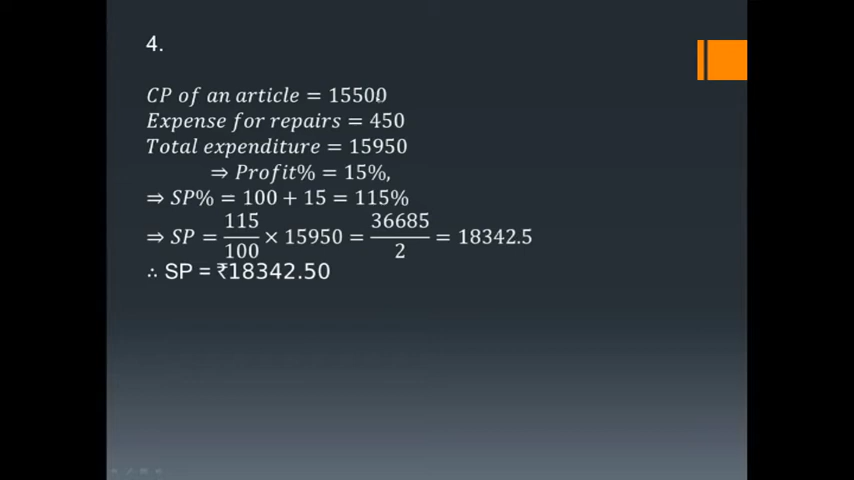 4.
CP of an article = 15500
Expense for repairs = 450
Total expenditure = 15950
⇒ Profit% = 15%,
⇒ SP% = 100 + 15 = 115%
⇒ SP = 115/100 × 15950 = 36685/2 = 18342.5
∴ SP = ₹18342.50